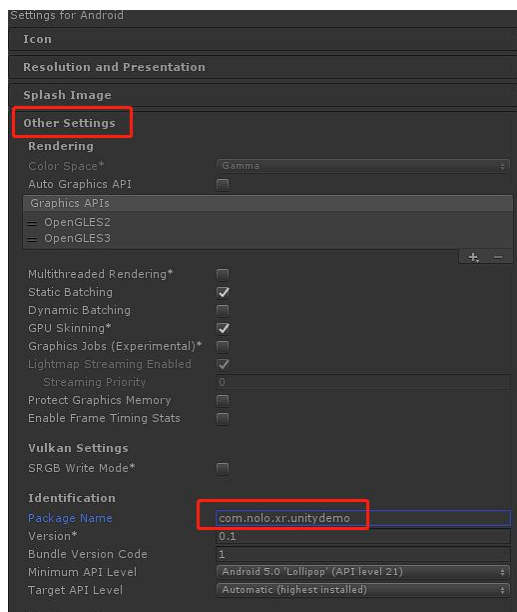 Settings for Android
Icon
Resolution and Presentation
Splash Image
Other Settings
Rendering
Color Space* Gamma
Auto Graphics API
Graphics APIs
OpenGLES2
OpenGLES3
Multithreaded Rendering*
Static Batching
Dynamic Batching
GPU Skinning*
Graphics Jobs (Experimental)*
Lightmap Streaming Enabled
Streaming Priority 0
Protect Graphics Memory
Enable Frame Timing Stats
Vulkan Settings
SRGB Write Mode*
Identification
Package Name com.nolo.xr.unitydemo
Version* 0.1
Bundle Version Code 1
Minimum API Level Android 5.0 'Lollipop' (API level 21)
Target API Level Automatic (highest installed)